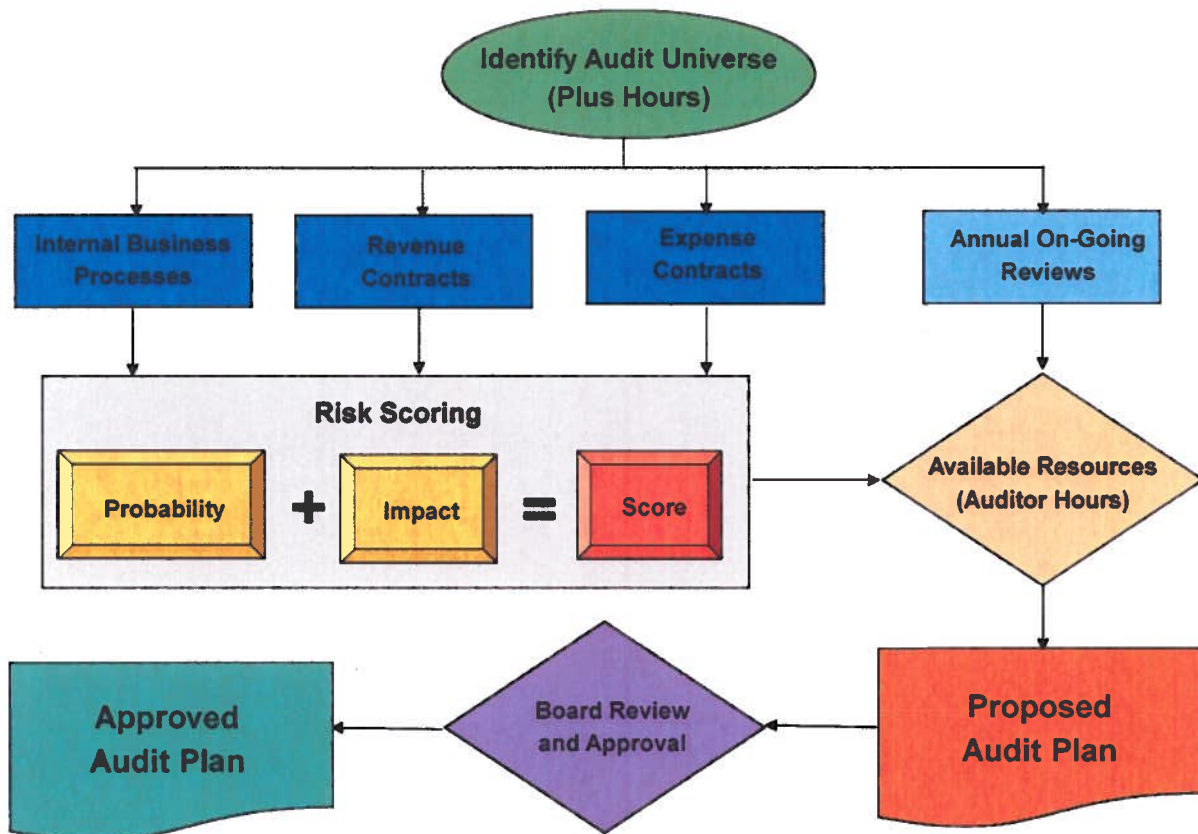 Identify Audit Universe
(Plus Hours)
Internal Business
Processes
Revenue
Contracts
Expense
Contracts
Annual On-Going
Reviews
Risk Scoring
Probability
+
Impact
=
Score
Available Resources
(Auditor Hours)
Approved
Audit Plan
Board Review
and Approval
Proposed
Audit Plan